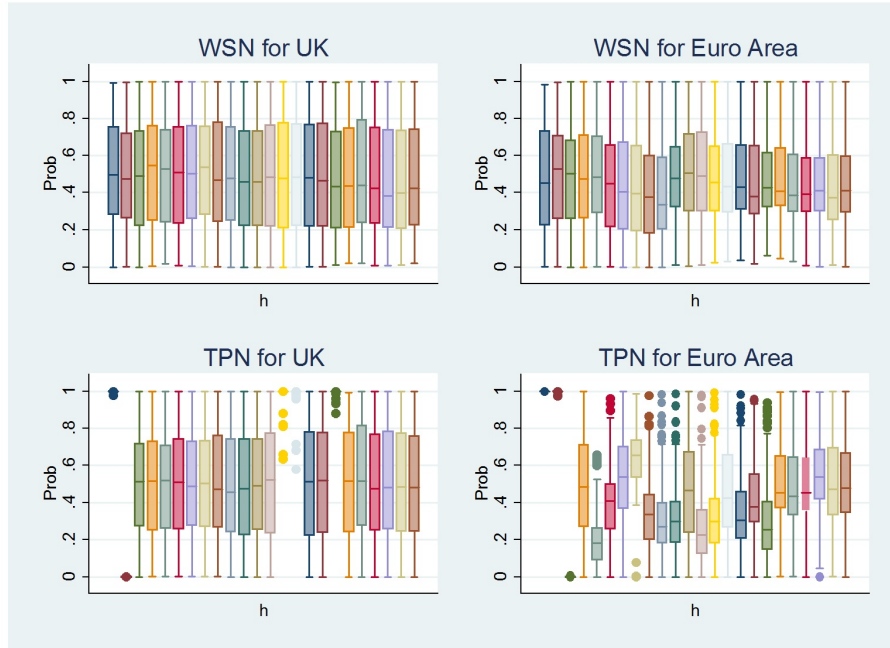 WSN for UK
Prob
0 .2 .4 .6 .8 1
h
WSN for Euro Area
Prob
0 .2 .4 .6 .8 1
h
TPN for UK
Prob
0 .2 .4 .6 .8 1
h
TPN for Euro Area
Prob
0 .2 .4 .6 .8 1
h